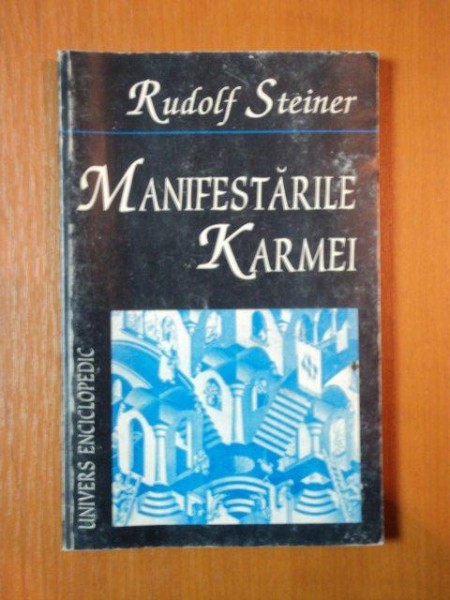 Rudolf Steiner
MANIFESTĂRILE
KARMEI
UNIVERS ENCICLOPEDIC